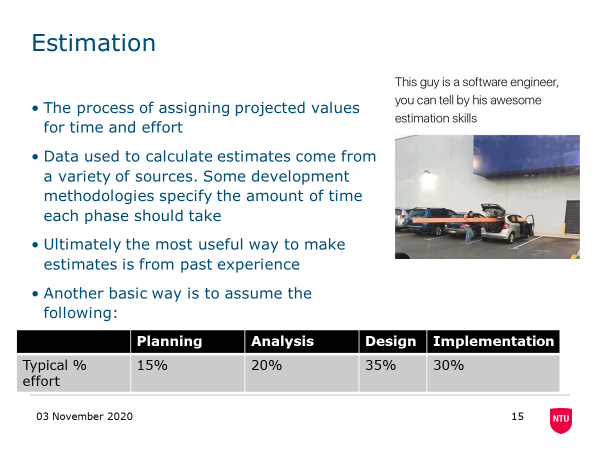 Estimation
This guy is a software engineer,
you can tell by his awesome
estimation skills
• The process of assigning projected values
for time and effort
• Data used to calculate estimates come from
a variety of sources. Some development
methodologies specify the amount of time
each phase should take
• Ultimately the most useful way to make
estimates is from past experience
• Another basic way is to assume the
following:
Planning Analysis Design Implementation
Typical % 15% 20% 35% 30%
effort
03 November 2020 15 NTU